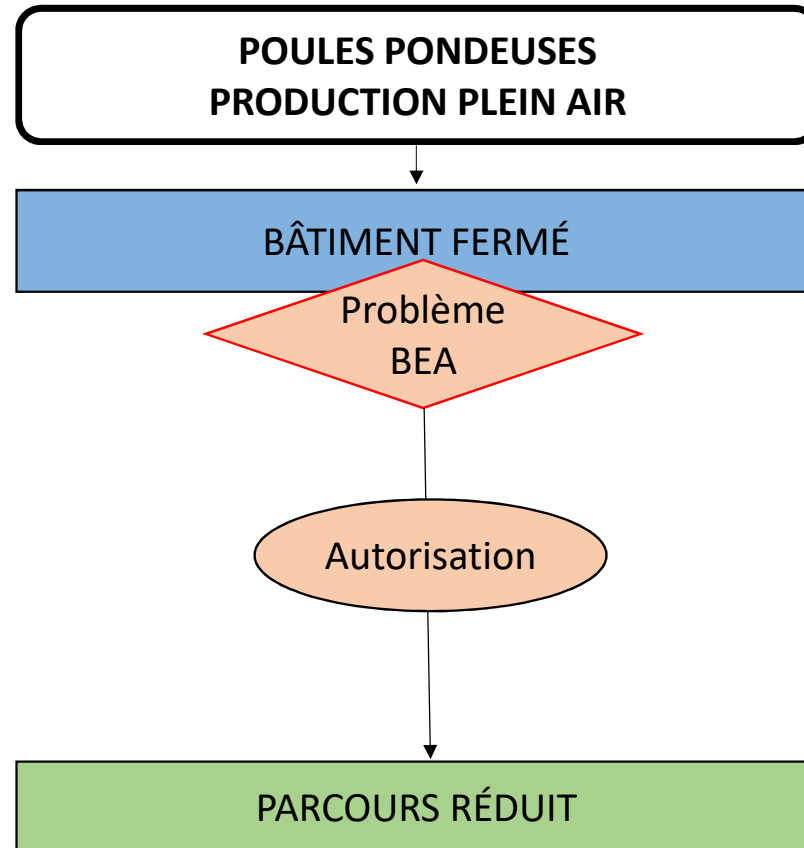 POULES PONDEUSES
PRODUCTION PLEIN AIR
BÂTIMENT FERMÉ
Problème
BEA
Autorisation
PARCOURS RÉDUIT